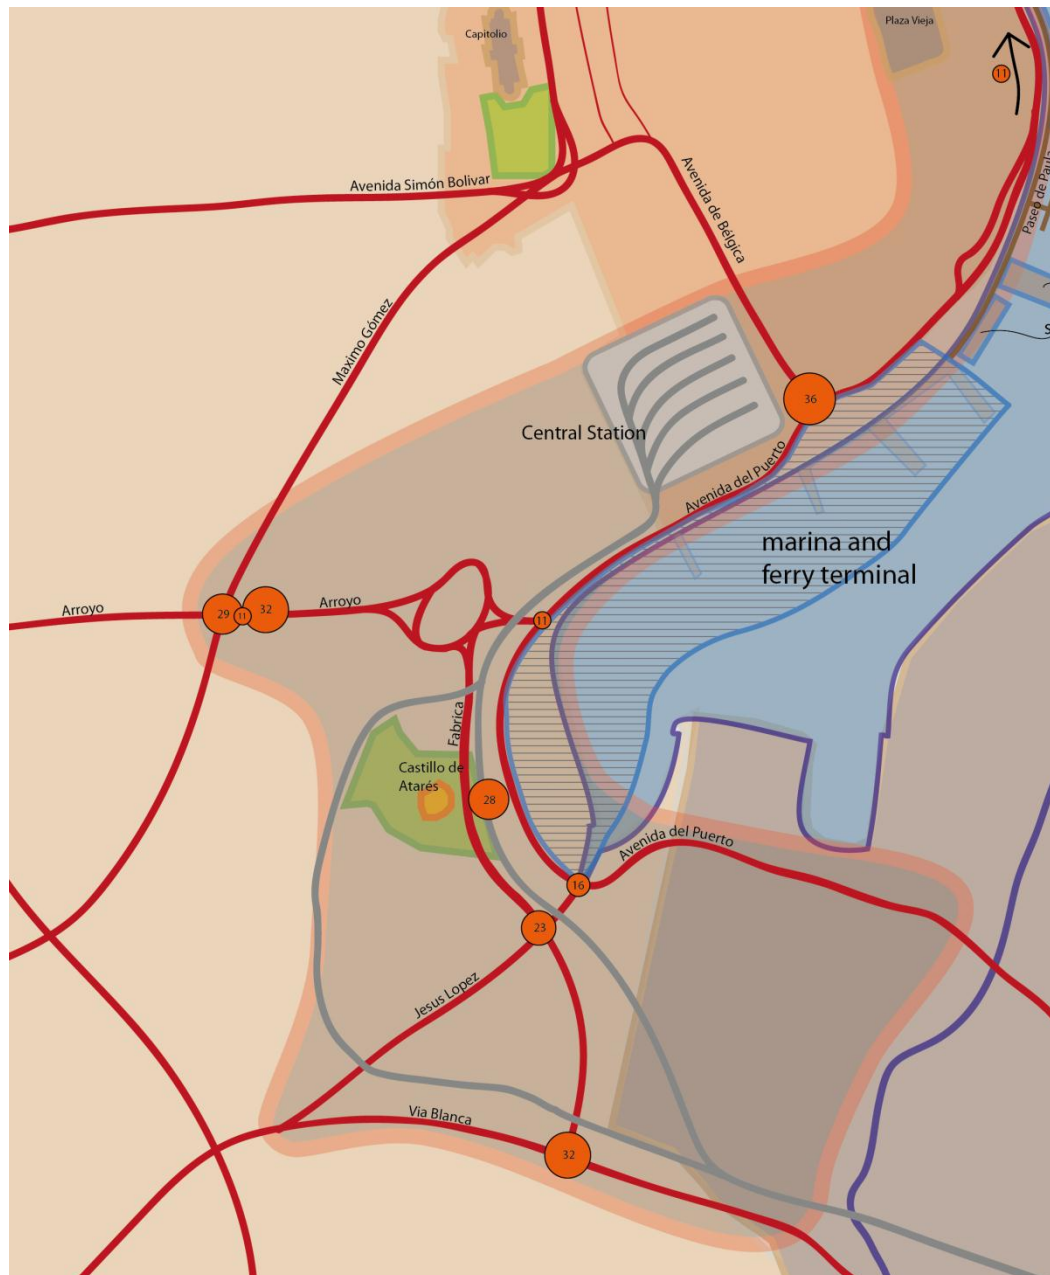 Capitolio
Plaza Vieja
11
Avenida Simón Bolivar
Avenida de Bélgica
Paseo de Paula
S
Maximo Gómez
36
Central Station
Avenida del Puerto
marina and
ferry terminal
Arroyo
29
11
32
Arroyo
11
Fabrica
Castillo de
Atarés
28
Avenida del Puerto
16
23
Jesus Lopez
Via Blanca
32